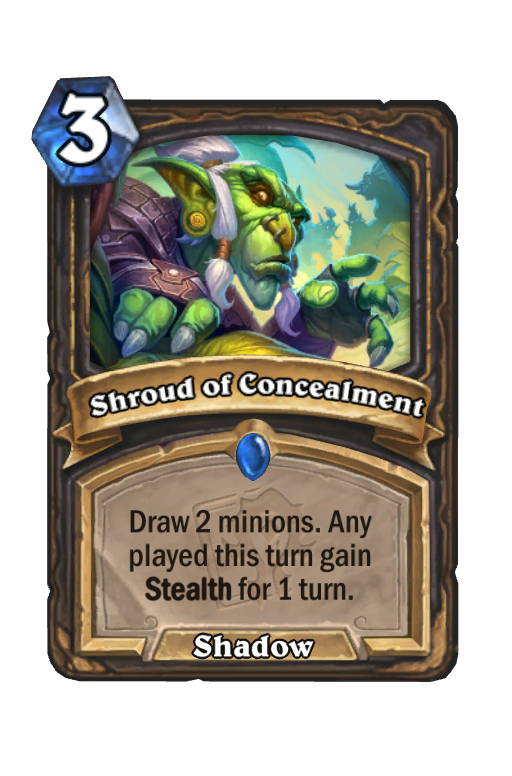 3
Shroud of Concealment
Draw 2 minions. Any
played this turn gain
Stealth for 1 turn.
Shadow